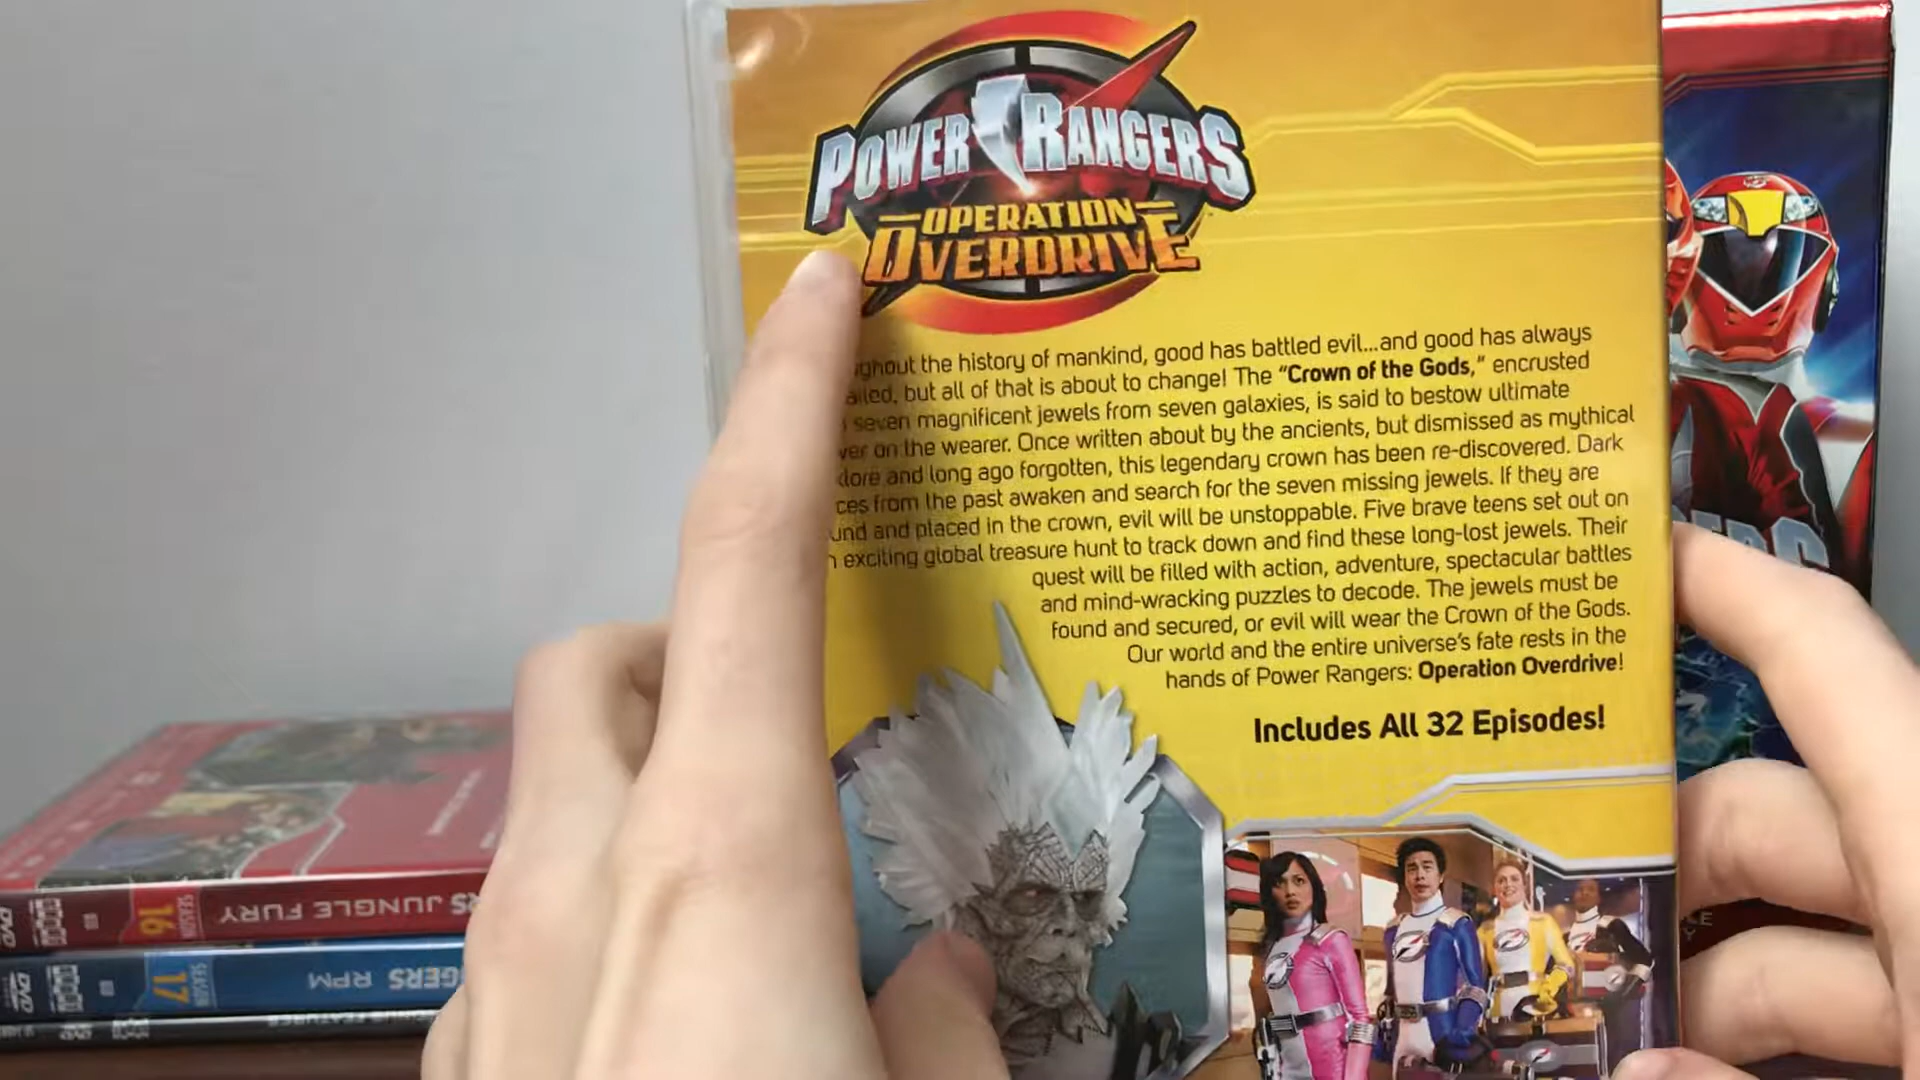 POWER RANGERS
OPERATION
OVERDRIVE
the history of mankind, good has battled evil...and good has always
but all of that is about to change! The "Crown of the Gods," encrusted
seven magnificent jewels from seven galaxies, is said to bestow ultimate
on the wearer. Once written about by the ancients, but dismissed as mythical
and long ago forgotten, this legendary crown has been re-discovered. Dark
from the past awaken and search for the seven missing jewels. If they are
and placed in the crown, evil will be unstoppable. Five brave teens set out on
exciting global treasure hunt to track down and find these long-lost jewels. Their
quest will be filled with action, adventure, spectacular battles
and mind-wracking puzzles to decode. The jewels must be
found and secured, or evil will wear the Crown of the Gods.
Our world and the entire universe's fate rests in the
hands of Power Rangers: Operation Overdrive!
Includes All 32 Episodes!
JUNGLE FURY
SEASON
16
DVD
RPM
SEASON
17
DVD
FEATURES